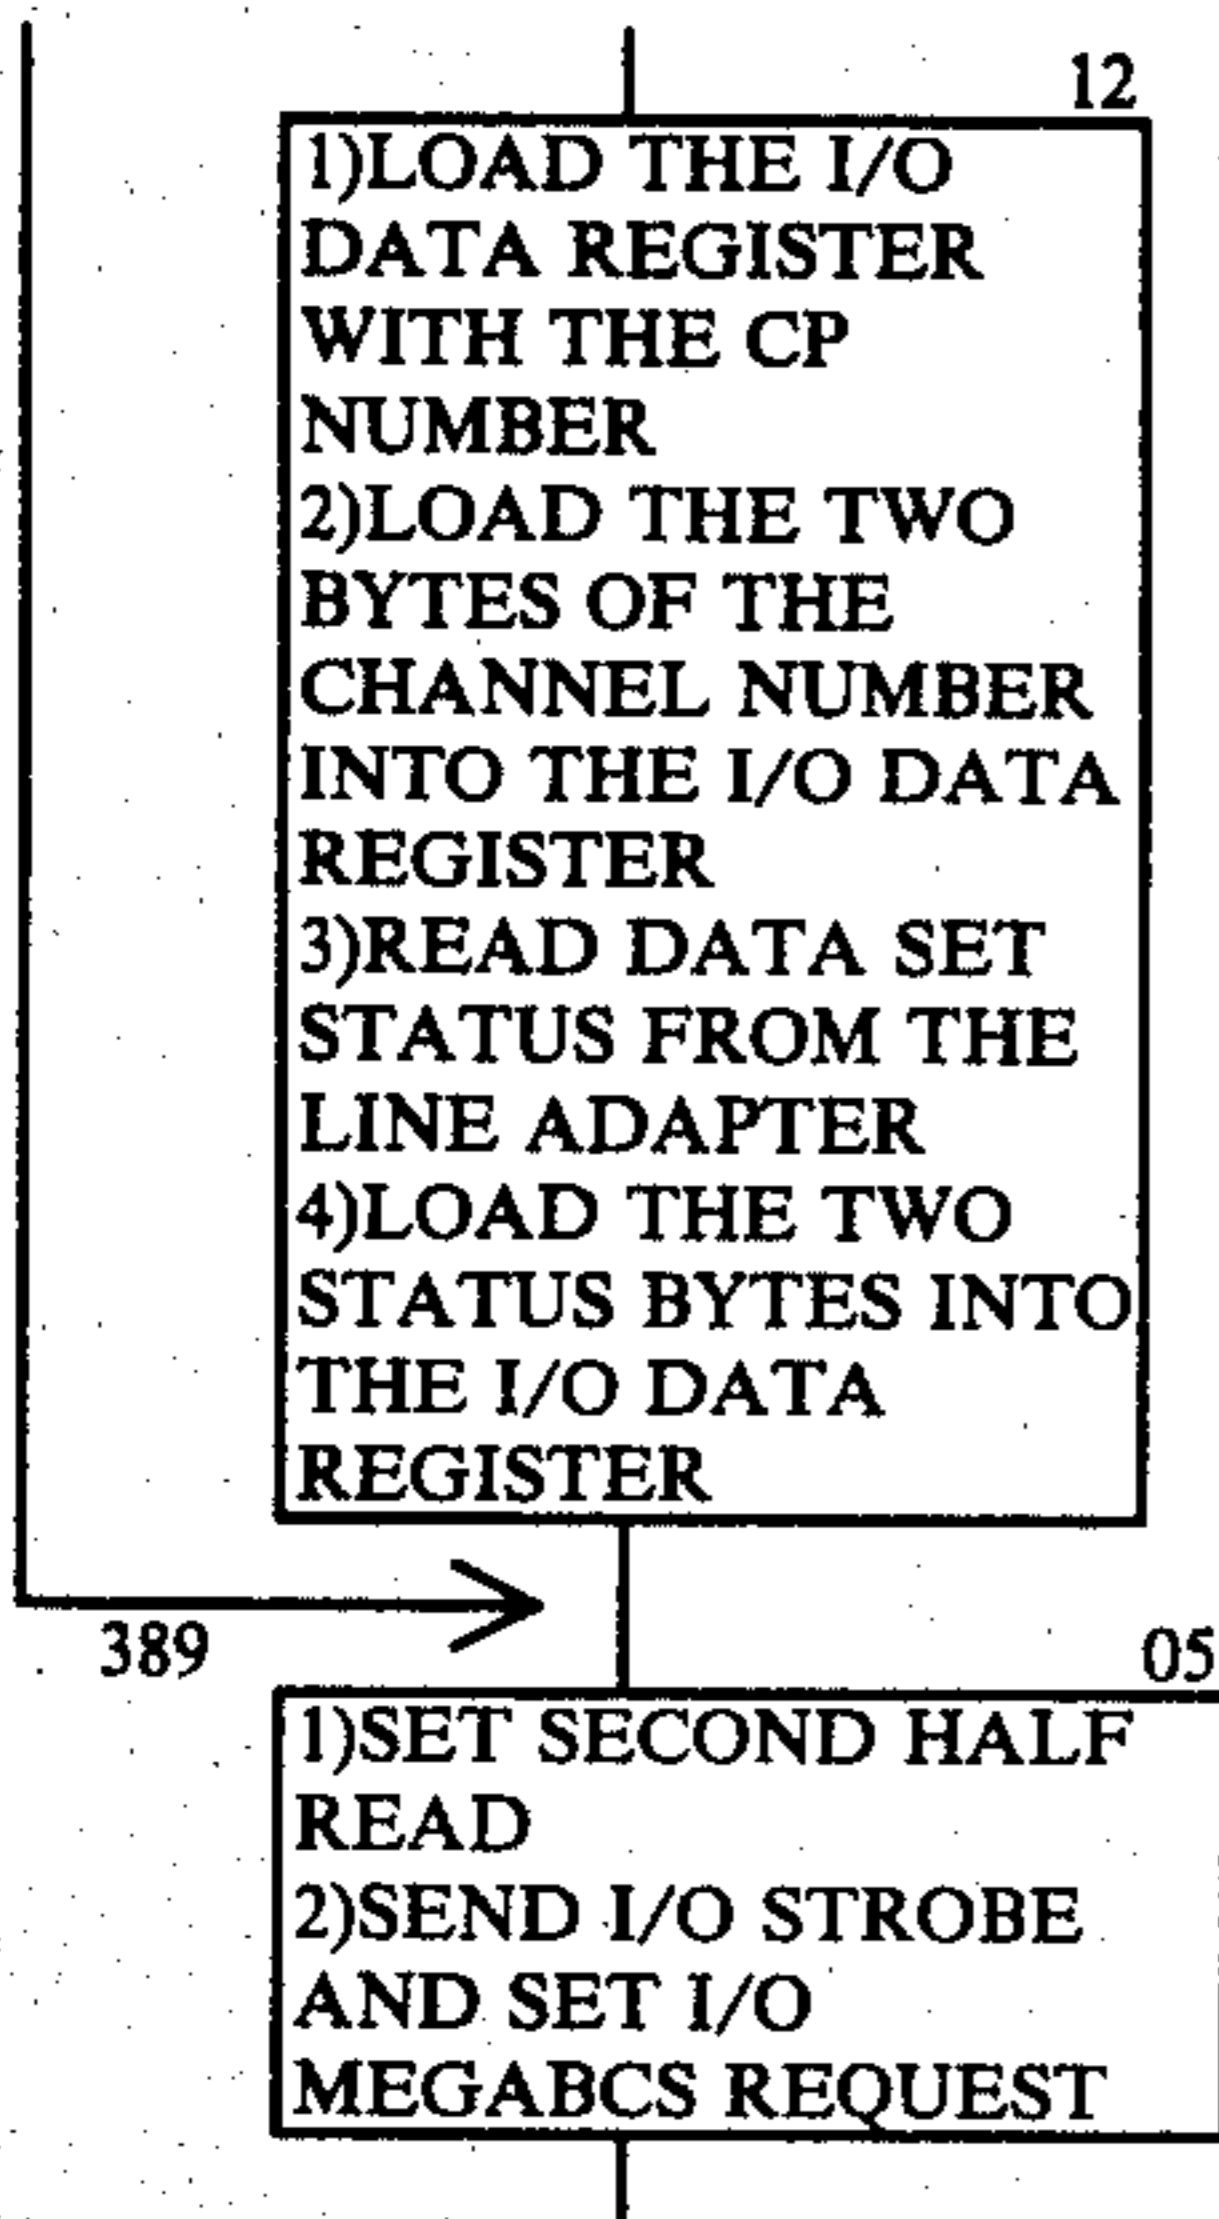 12
1)LOAD THE I/O
DATA REGISTER
WITH THE CP
NUMBER
2)LOAD THE TWO
BYTES OF THE
CHANNEL NUMBER
INTO THE I/O DATA
REGISTER
3)READ DATA SET
STATUS FROM THE
LINE ADAPTER
4)LOAD THE TWO
STATUS BYTES INTO
THE I/O DATA
REGISTER
389
05
1)SET SECOND HALF
READ
2)SEND I/O STROBE
AND SET I/O
MEGABCS REQUEST